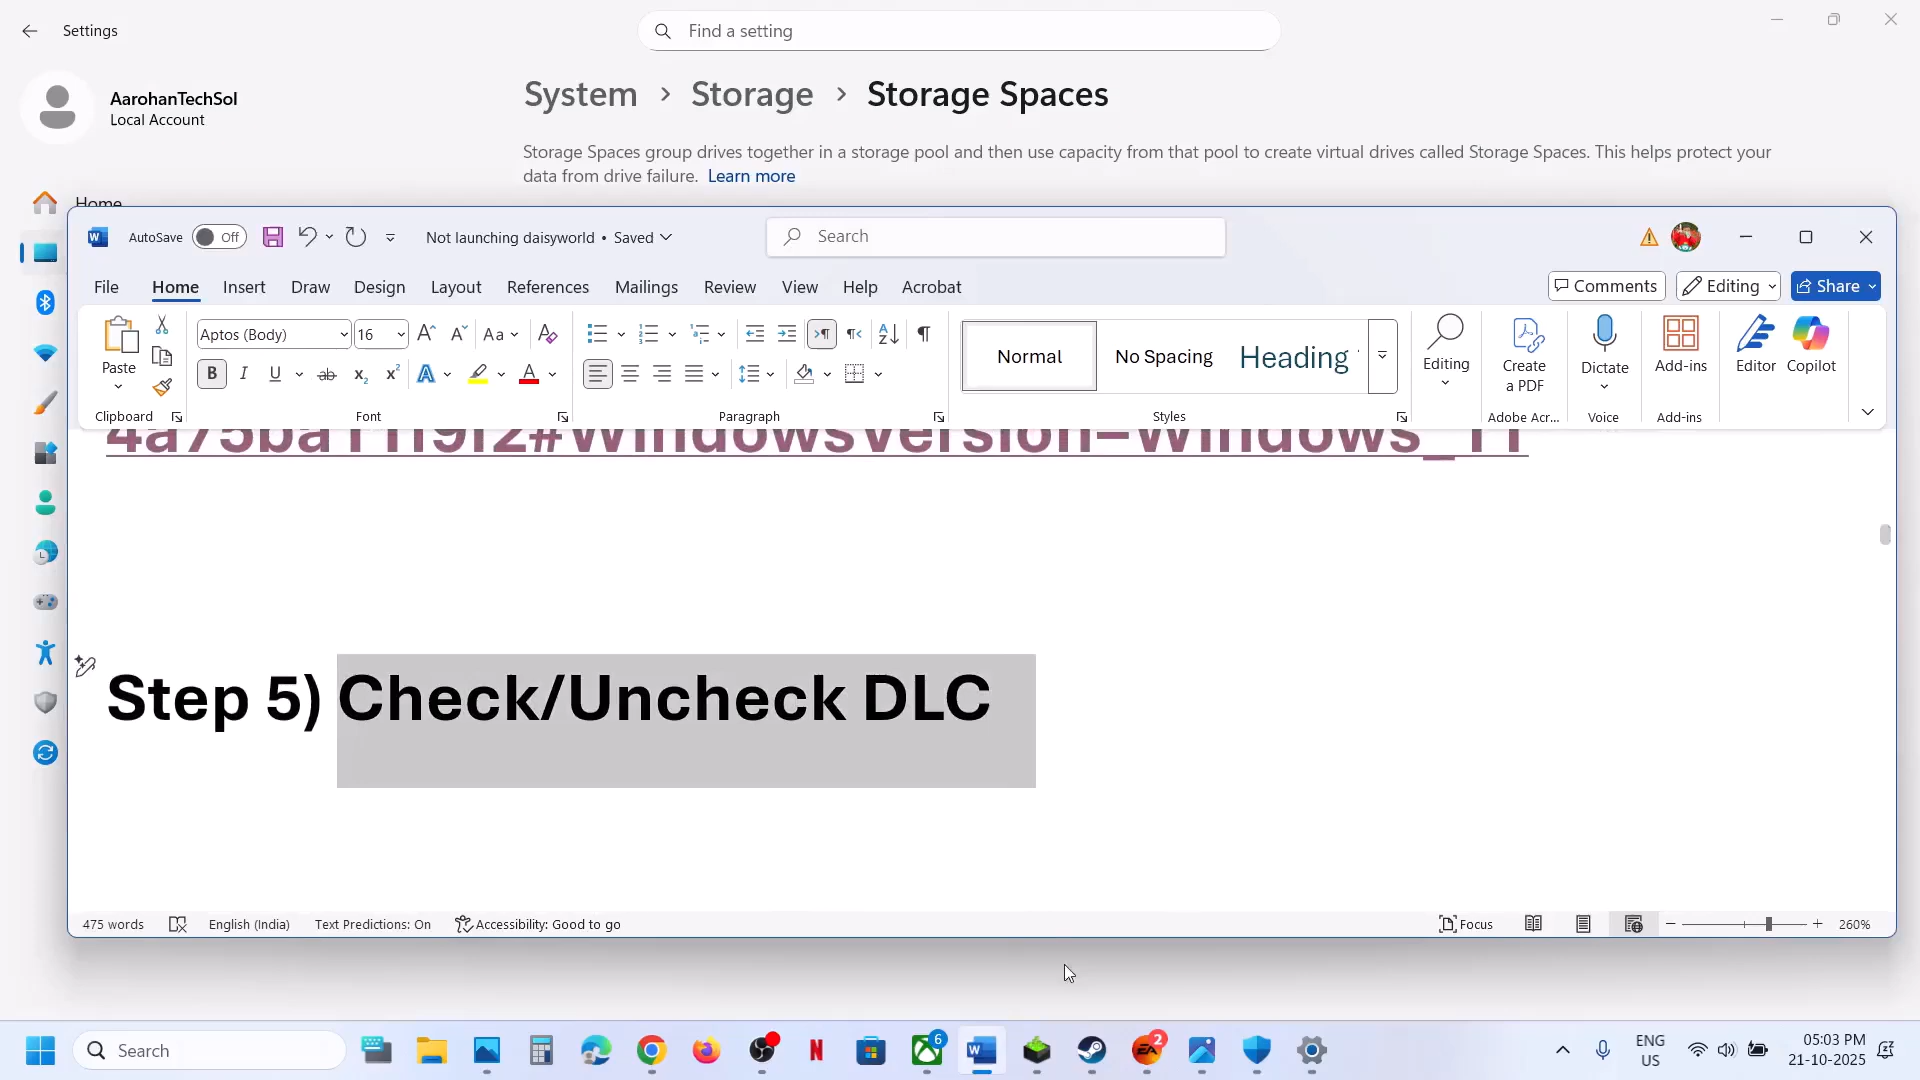 Settings
Find a setting
AarohanTechSol
Local Account
System > Storage > Storage Spaces
Storage Spaces group drives together in a storage pool and then use capacity from that pool to create virtual drives called Storage Spaces. This helps protect your
data from drive failure. Learn more
Home
AutoSave Off
Not launching daisyworld • Saved
Search
File Home Insert Draw Design Layout References Mailings Review View Help Acrobat
Comments Editing Share
Paste
Aptos (Body) 16
Normal No Spacing Heading
Editing
Create
a PDF
Dictate Add-ins Editor Copilot
Clipboard Font Paragraph Styles Adobe Acr... Voice Add-ins
4a75ba11f9f2#WindowsVersion=Windows_11
Step 5) Check/Uncheck DLC
475 words English (India) Text Predictions: On Accessibility: Good to go Focus 260%
Search
6
2
ENG
US
05:03 PM
21-10-2025